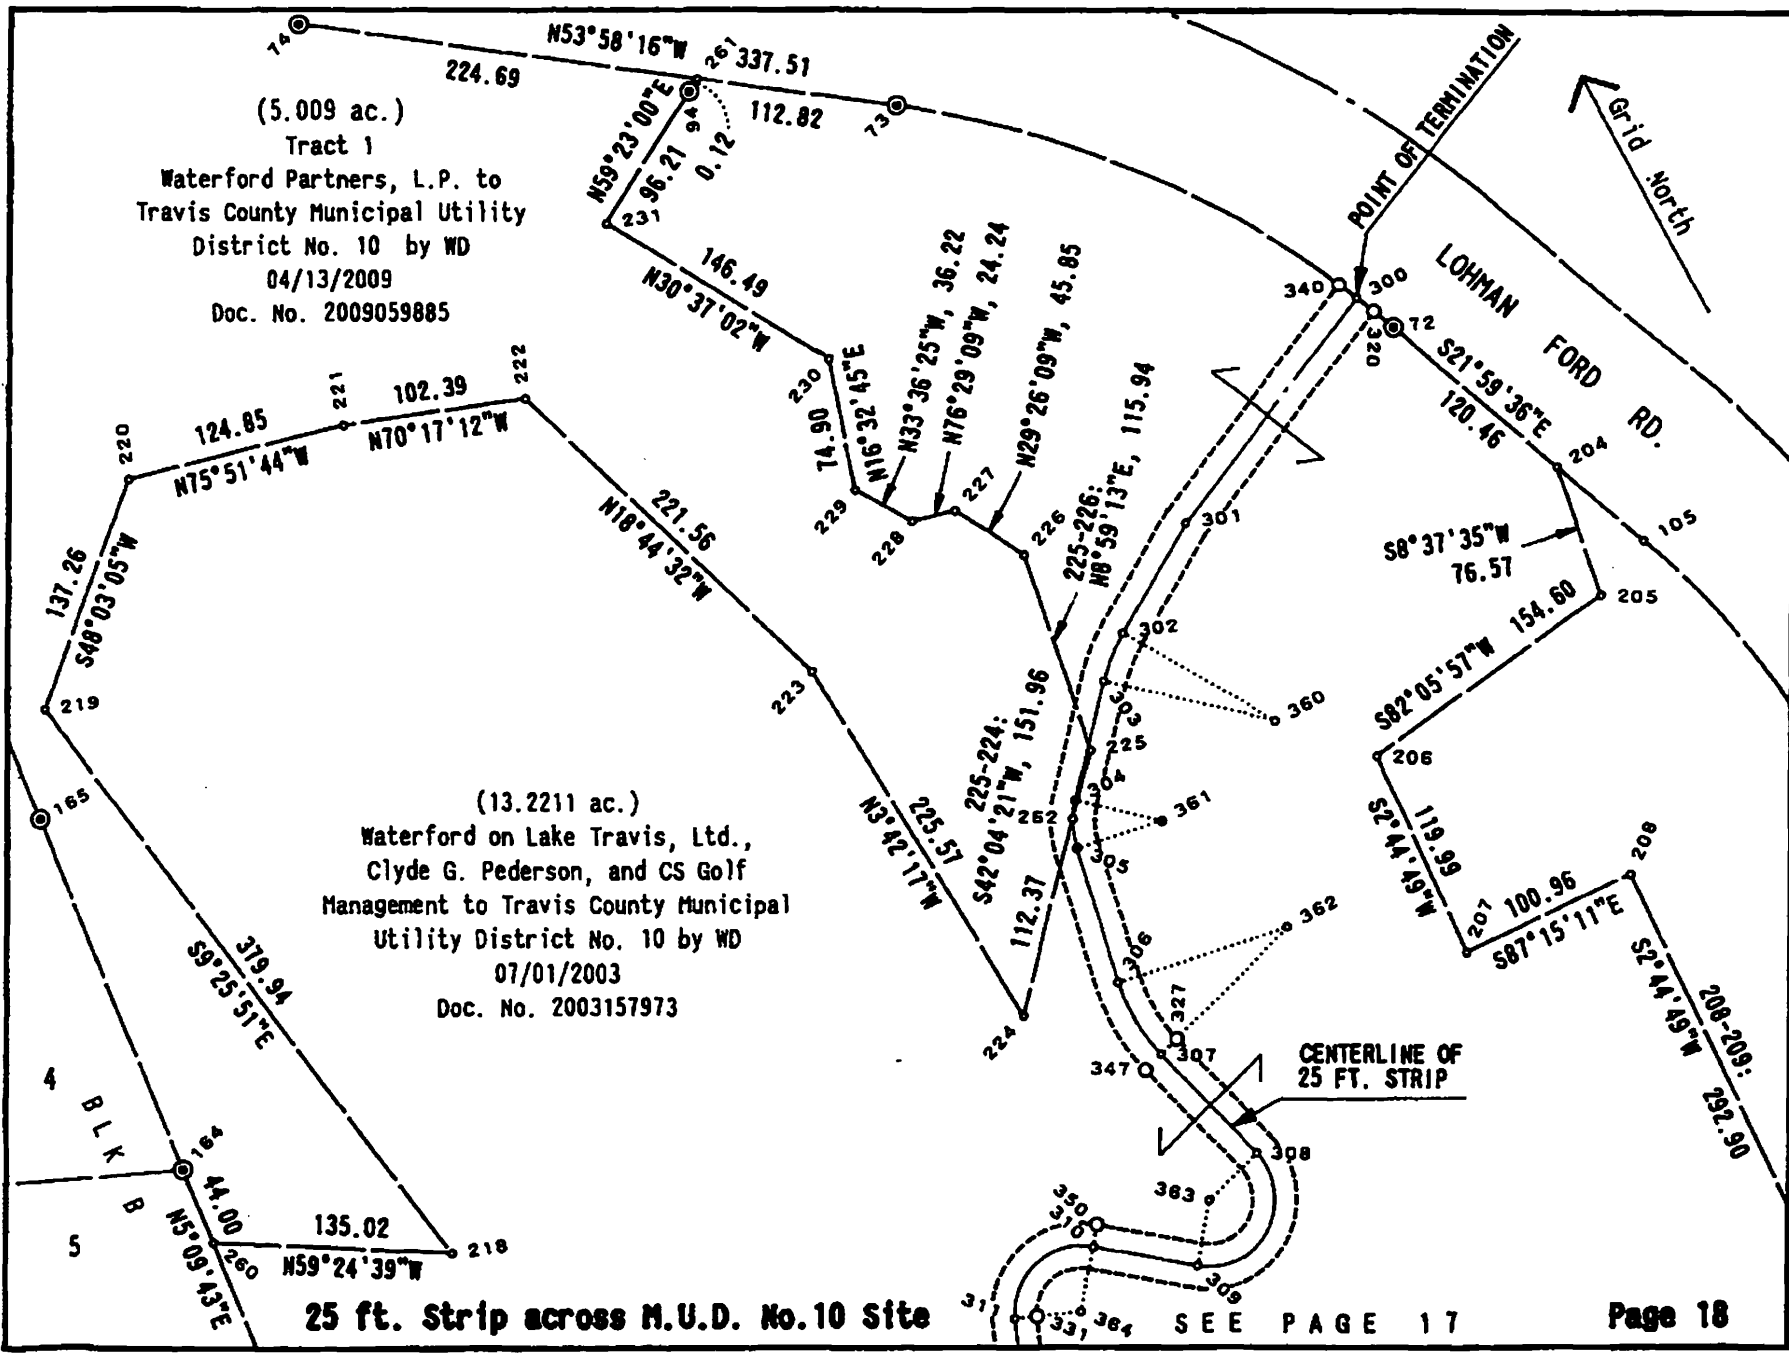 74
N53°58'16"W
261
337.51
224.69
112.82
73
N59°23'00"E
96.21
94
0.12
231
(5.009 ac.)
Tract 1
Waterford Partners, L.P. to
Travis County Municipal Utility
District No. 10 by WD
04/13/2009
Doc. No. 2009059885
POINT OF TERMINATION
Grid North
LOHMAN FORD RD.
340
300
320
72
S21°59'36"E
120.46
204
105
S8°37'35"W
76.57
205
146.49
N30°37'02"W
230
74.90
N16°32'45"E
N33°36'25"W, 36.22
N76°29'09"W, 24.24
N29°26'09"W, 45.85
229
228
227
226
225-226:
N8°59'13"E, 115.94
220
124.85
N75°51'44"W
221
102.39
N70°17'12"W
222
137.26
S48°03'05"W
219
221.56
N18°44'32"W
223
301
302
303
360
225
304
361
262
305
225-224:
S42°04'21"W, 151.96
112.37
225.57
N3°42'17"W
224
154.60
S82°05'57"W
206
119.99
S2°44'49"W
207
100.96
S87°15'11"E
208
208-209:
292.90
S2°44'49"W
165
(13.2211 ac.)
Waterford on Lake Travis, Ltd.,
Clyde G. Pederson, and CS Golf
Management to Travis County Municipal
Utility District No. 10 by WD
07/01/2003
Doc. No. 2003157973
379.94
S9°25'51"E
306
362
327
307
347
CENTERLINE OF
25 FT. STRIP
308
363
350
310
309
311
331
364
4
BLK B
5
164
44.00
N5°09'43"E
260
135.02
N59°24'39"W
218
25 ft. Strip across M.U.D. No.10 Site
SEE PAGE 17
Page 18